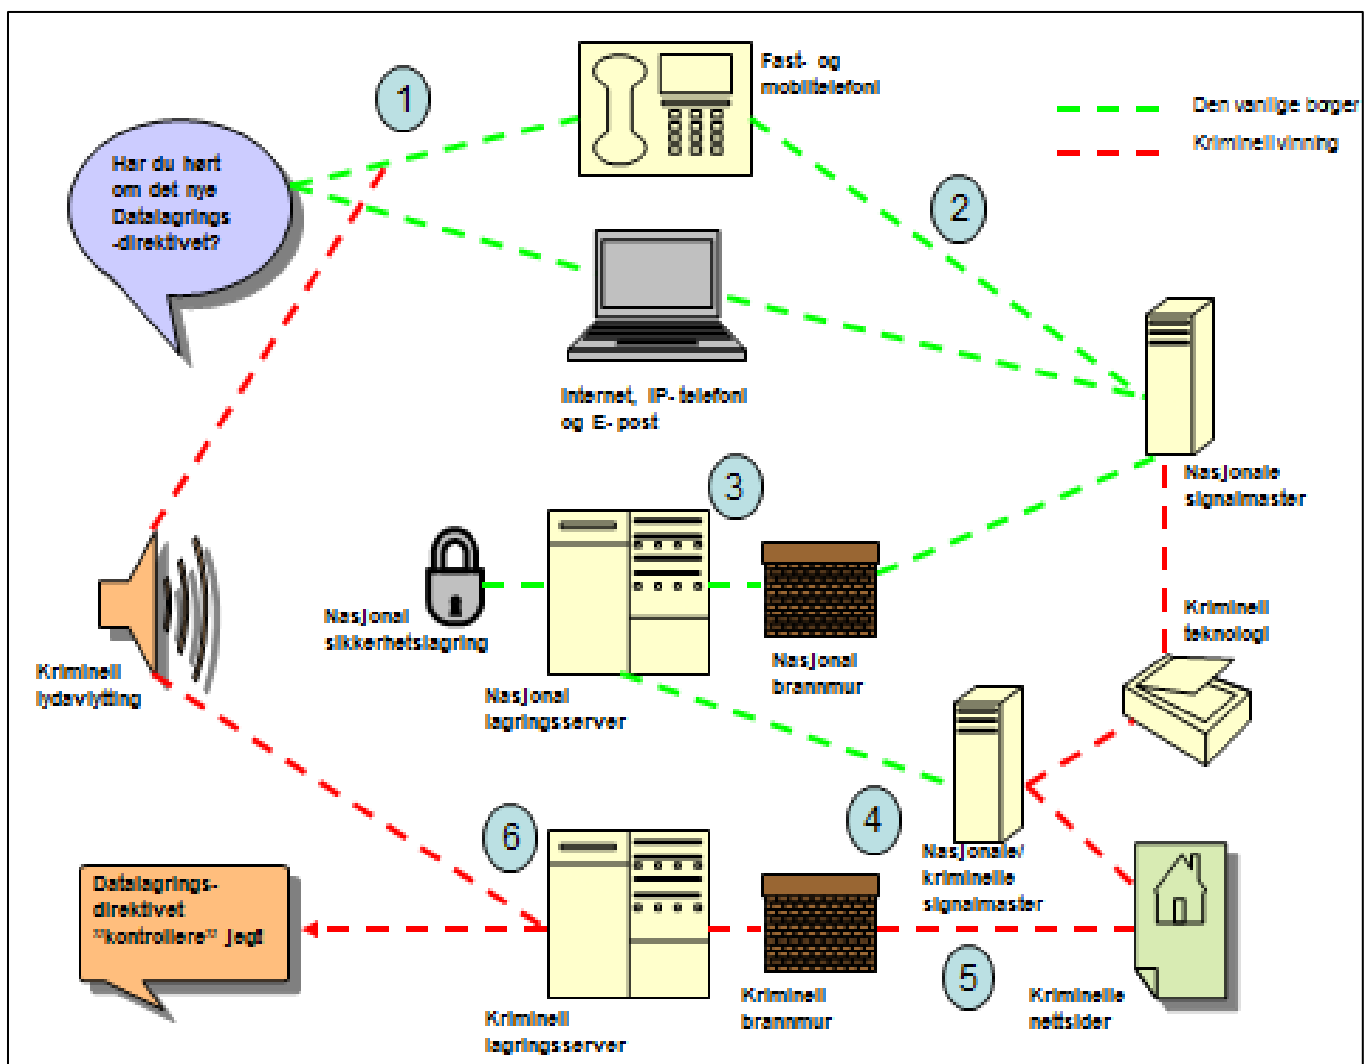 1
Fast- og
mobiltelefoni
Den vanlige borger
Kriminell vinning
Har du hørt
om det nye
Datalagrings
-direktivet?
2
Internet, IP- telefoni
og E- post
3
Nasjonale
signalmaster
Nasjonal
sikkerhetslagring
Nasjonal
lagringsserver
Nasjonal
brannmur
Kriminell
teknologi
Kriminell
lydavlytting
4
Nasjonale/
kriminelle
signalmaster
6
Datalagrings-
direktivet
"kontrollere" jeg!
Kriminell
lagringsserver
Kriminell
brannmur
5
Kriminelle
nettsider